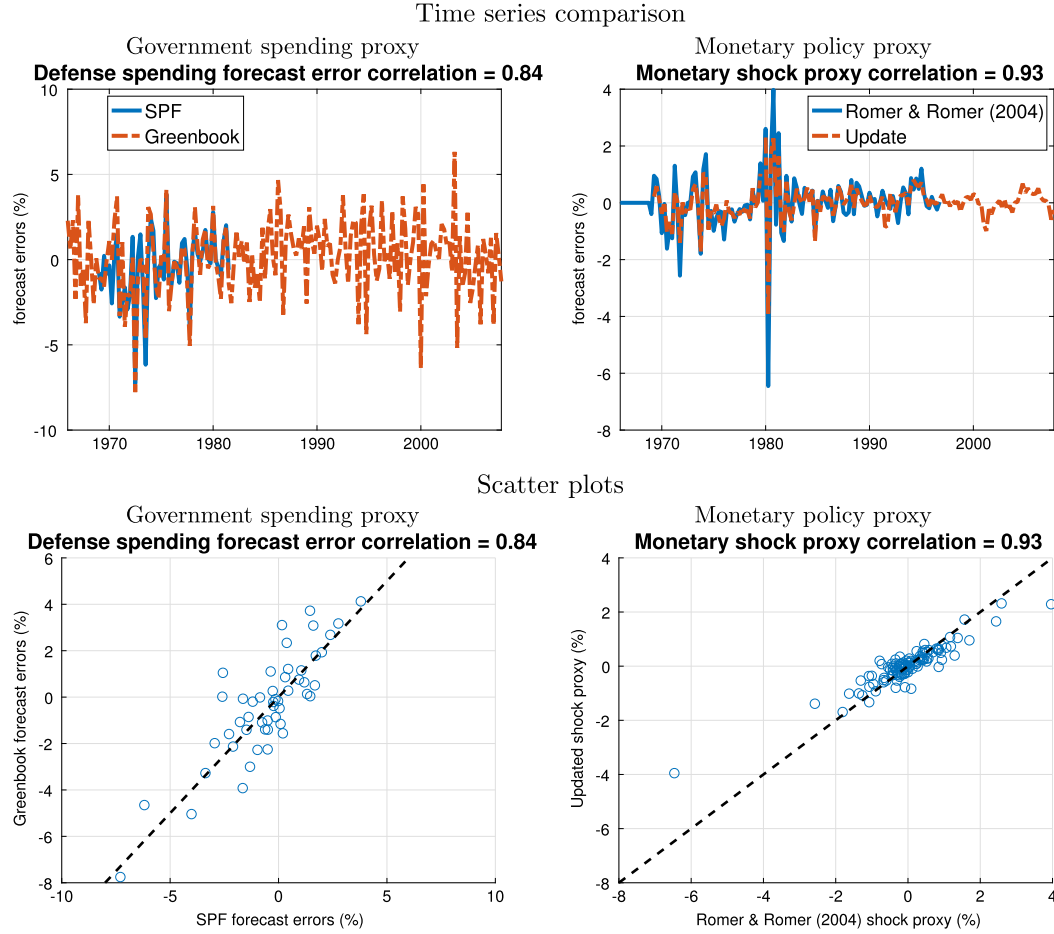 Time series comparison
Government spending proxy
Defense spending forecast error correlation = 0.84
10
5
0
-5
-10
1970
1980
1990
2000
forecast errors (%)
SPF
Greenbook
Monetary policy proxy
Monetary shock proxy correlation = 0.93
4
2
0
-2
-4
-6
-8
1970
1980
1990
2000
forecast errors (%)
Romer & Romer (2004)
Update
Scatter plots
Government spending proxy
Defense spending forecast error correlation = 0.84
6
4
2
0
-2
-4
-6
-8
-10
-5
0
5
10
Greenbook forecast errors (%)
SPF forecast errors (%)
Monetary policy proxy
Monetary shock proxy correlation = 0.93
4
2
0
-2
-4
-6
-8
-8
-6
-4
-2
0
2
4
Updated shock proxy (%)
Romer & Romer (2004) shock proxy (%)